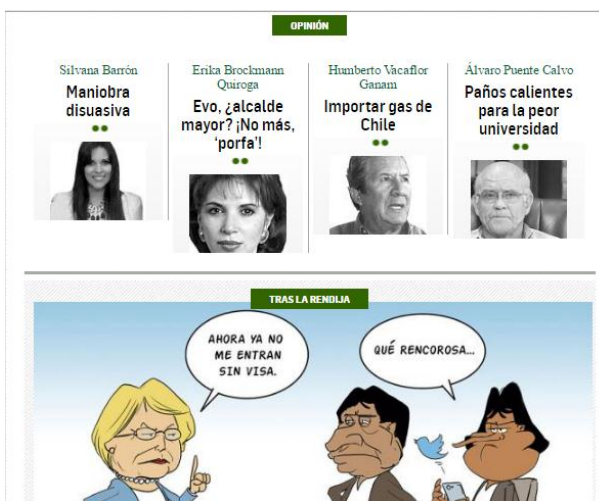 OPINIÓN
Silvana Barrón
Maniobra
disuasiva
Erika Brockmann
Quiroga
Evo, ¿alcalde
mayor? ¡No más,
‘porfa’!
Humberto Vacaflor
Ganam
Importar gas de
Chile
Álvaro Puente Calvo
Paños calientes
para la peor
universidad
TRAS LA RENDIJA
AHORA YA NO
ME ENTRAN
SIN VISA.
QUÉ RENCOROSA...